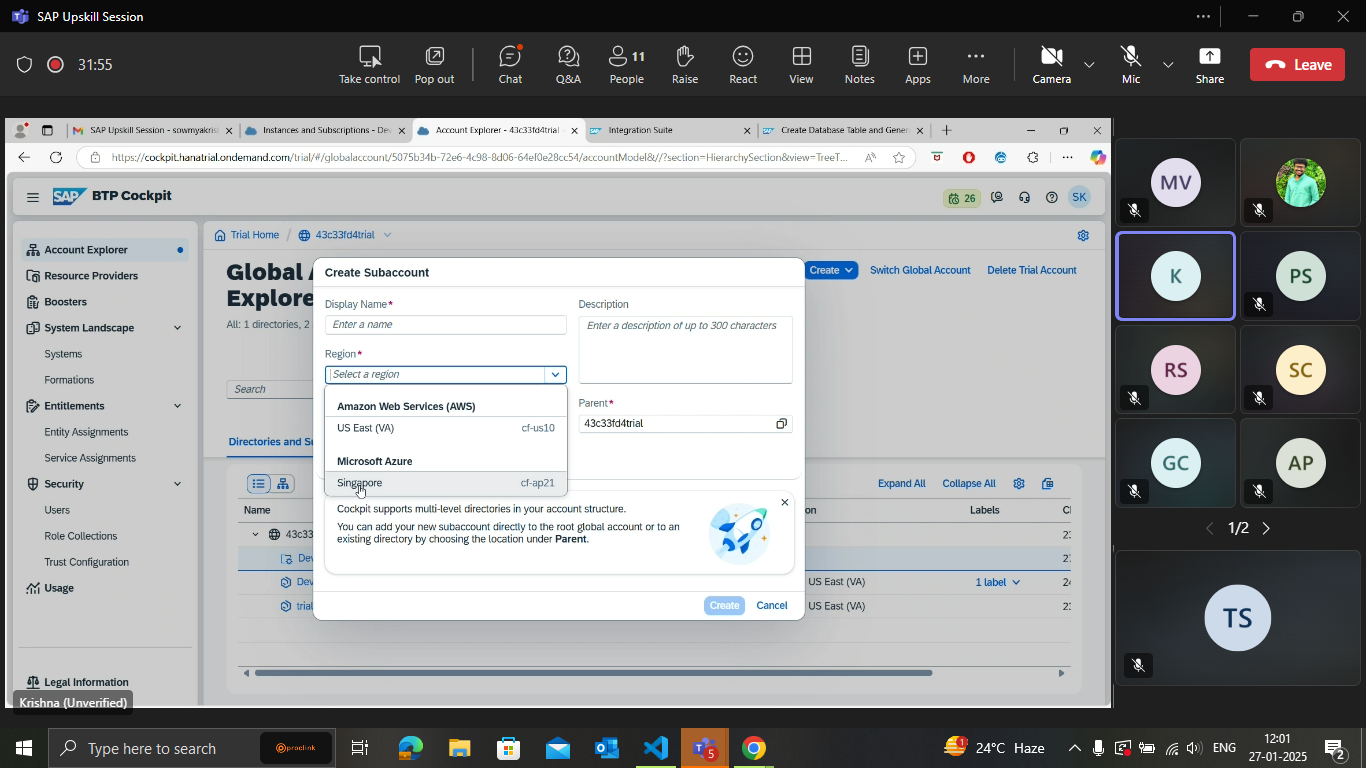 SAP Upskill Session
31:55
Take control
Pop out
Chat
Q&A
11
People
Raise
React
View
Notes
Apps
More
Camera
Mic
Share
Leave
SAP Upskill Session - sowmyakris
Instances and Subscriptions - Dev
Account Explorer - 43c33fd4trial -
Integration Suite
Create Database Table and Gener
https://cockpit.hanatrial.ondemand.com/trial/#/globalaccount/5075b34b-72e6-4c98-8d06-64ef0e28cc54/accountModel&//?section=HierarchySection&view=TreeT...
SAP BTP Cockpit
26
SK
Account Explorer
Resource Providers
Boosters
System Landscape
Systems
Formations
Entitlements
Entity Assignments
Service Assignments
Security
Users
Role Collections
Trust Configuration
Usage
Legal Information
Krishna (Unverified)
Trial Home / 43c33fd4trial
Global
Explore
All: 1 directories, 2
Create
Switch Global Account
Delete Trial Account
Search
Directories and Su
Expand All
Collapse All
Name
on
Labels
43c33
Dev
Dev
US East (VA)
1 label
trial
US East (VA)
Create Subaccount
Display Name*
Enter a name
Description
Enter a description of up to 300 characters
Region*
Select a region
Amazon Web Services (AWS)
US East (VA) cf-us10
Microsoft Azure
Singapore cf-ap21
Parent*
43c33fd4trial
Cockpit supports multi-level directories in your account structure.
You can add your new subaccount directly to the root global account or to an
existing directory by choosing the location under Parent.
Create
Cancel
MV
K
PS
RS
SC
GC
AP
1/2
TS
Type here to search
proclink
5
24°C Haze
ENG
12:01
27-01-2025
2